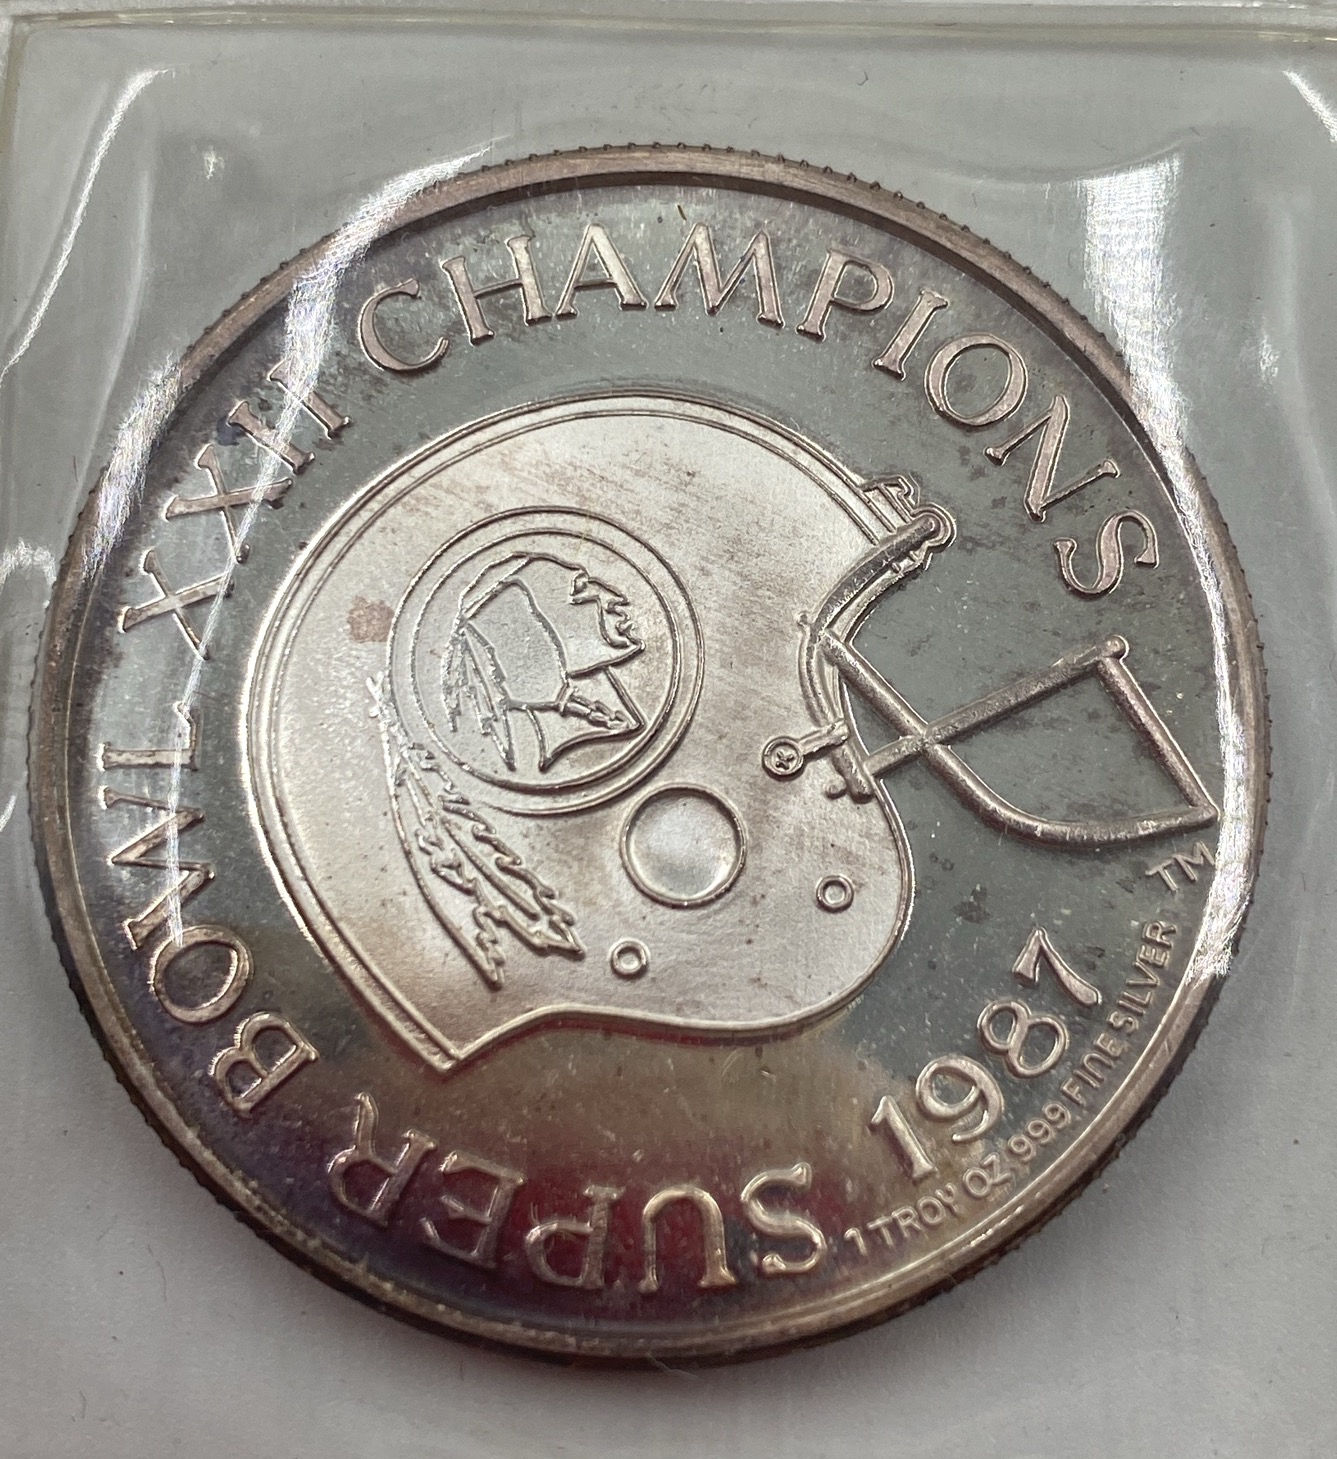 SUPER BOWL XXII CHAMPIONS
1987
1 TROY OZ .999 FINE SILVER TM